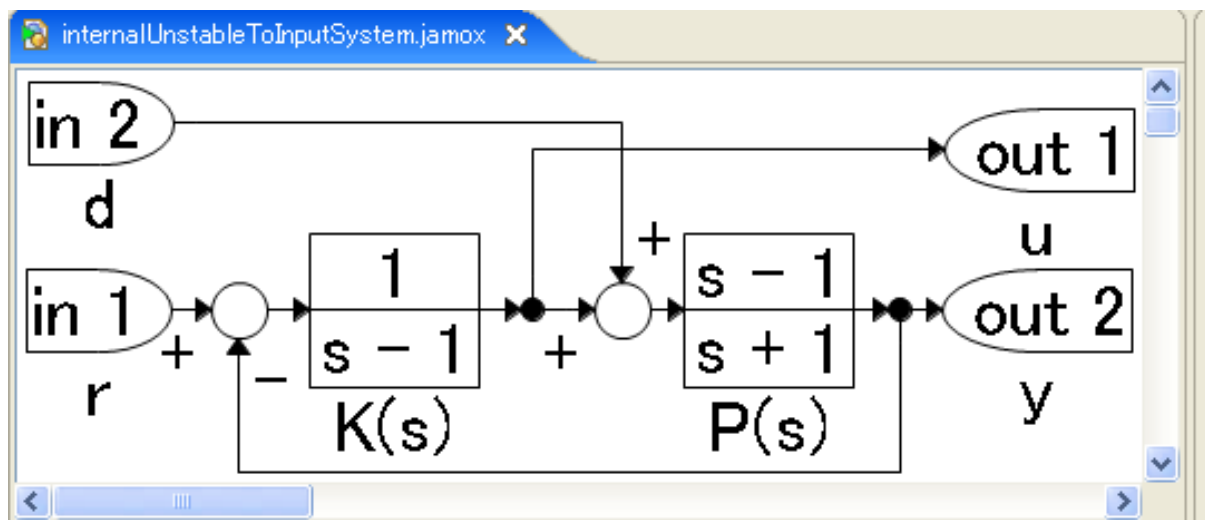 internalUnstableToInputSystem.jamox
in 2
d
out 1
u
in 1
r
+
−
1
s − 1
K(s)
+
+
s − 1
s + 1
P(s)
out 2
y